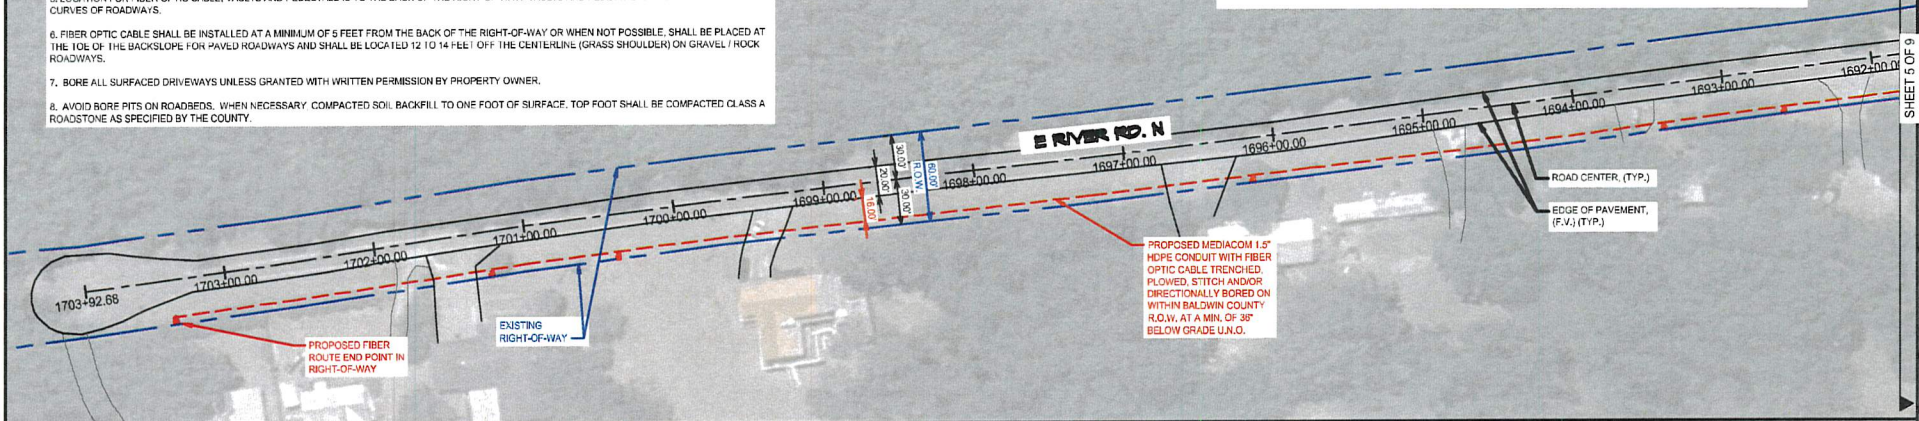 CURVES OF ROADWAYS.
6. FIBER OPTIC CABLE SHALL BE INSTALLED AT A MINIMUM OF 5 FEET FROM THE BACK OF THE RIGHT-OF-WAY OR WHEN NOT POSSIBLE, SHALL BE PLACED AT
THE TOE OF THE BACKSLOPE FOR PAVED ROADWAYS AND SHALL BE LOCATED 12 TO 14 FEET OFF THE CENTERLINE (GRASS SHOULDER) ON GRAVEL / ROCK
ROADWAYS.
7. BORE ALL SURFACED DRIVEWAYS UNLESS GRANTED WITH WRITTEN PERMISSION BY PROPERTY OWNER.
8. AVOID BORE PITS ON ROADBEDS. WHEN NECESSARY COMPACTED SOIL BACKFILL TO ONE FOOT OF SURFACE. TOP FOOT SHALL BE COMPACTED CLASS A
ROADSTONE AS SPECIFIED BY THE COUNTY.
SHEET 5 OF 9
E RIVER RD. N
1703+92.68
1703+00.00
1702+00.00
1701+00.00
1700+00.00
1699+00.00
1698+00.00
1697+00.00
1696+00.00
1695+00.00
1694+00.00
1693+00.00
1692+00.00
30.00'
20.00'
30.00'
16.00'
60.00'
R.O.W.
ROAD CENTER, (TYP.)
EDGE OF PAVEMENT,
(F.V.) (TYP.)
PROPOSED MEDIACOM 1.5"
HDPE CONDUIT WITH FIBER
OPTIC CABLE TRENCHED,
PLOWED, STITCH AND/OR
DIRECTIONALLY BORED ON
WITHIN BALDWIN COUNTY
R.O.W. AT A MIN. OF 36"
BELOW GRADE U.N.O.
EXISTING
RIGHT-OF-WAY
PROPOSED FIBER
ROUTE END POINT IN
RIGHT-OF-WAY